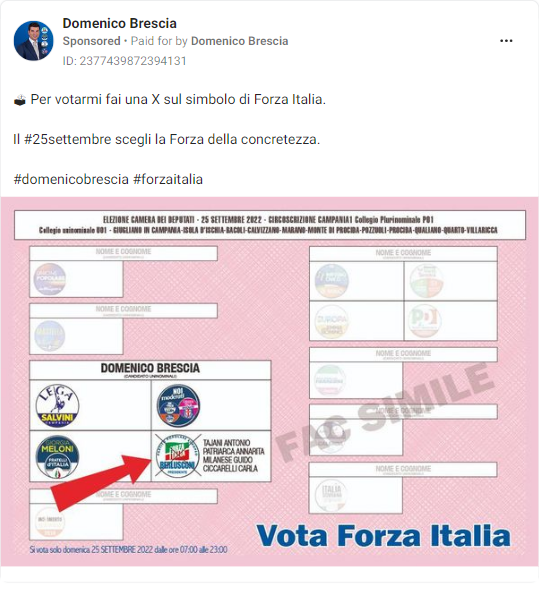 Domenico Brescia
Sponsored • Paid for by Domenico Brescia
ID: 2377439872394131
Per votarmi fai una X sul simbolo di Forza Italia.
Il #25settembre scegli la Forza della concretezza.
#domenicobrescia #forzaitalia
ELEZIONE CAMERA DEI DEPUTATI - 25 SETTEMBRE 2022 - CIRCOSCRIZIONE CAMPANIA1 Collegio Plurinominale P01
Collegio uninominale U01 - GIUGLIANO IN CAMPANIA-ISOLA D'ISCHIA-BACOLI-CALVIZZANO-MARANO-MONTE DI PROCIDA-POZZUOLI-PROCIDA-QUALIANO-QUARTO-VILLARICCA
NOME E COGNOME
NOME E COGNOME
NOME E COGNOME
DOMENICO BRESCIA
(CANDIDATO UNINOMINALE)
LEGA
SALVINI
NOI
moderati
GIORGIA
MELONI
FRATELLI
d'ITALIA
FORZA
ITALIA
BERLUSCONI
PRESIDENTE
TAJANI ANTONIO
PATRIARCA ANNARITA
MILANESE GUIDO
CICCARELLI CARLA
NOME E COGNOME
PD
NOME E COGNOME
NOME E COGNOME
NOME E COGNOME
ITALIA
FAC SIMILE
Si vota solo domenica 25 SETTEMBRE 2022 dalle ore 07:00 alle 23:00
Vota Forza Italia